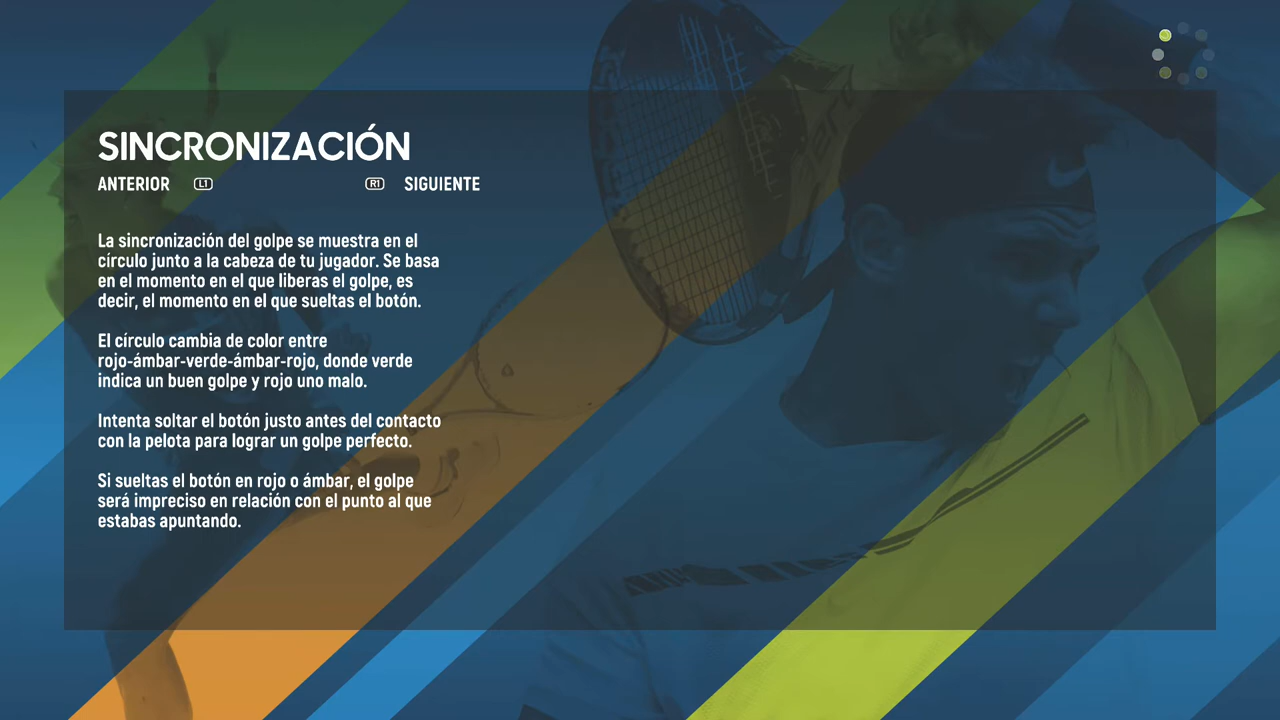 SINCRONIZACIÓN
ANTERIOR L1 R1 SIGUIENTE
La sincronización del golpe se muestra en el
círculo junto a la cabeza de tu jugador. Se basa
en el momento en el que liberas el golpe, es
decir, el momento en el que sueltas el botón.
El círculo cambia de color entre
rojo-ámbar-verde-ámbar-rojo, donde verde
indica un buen golpe y rojo uno malo.
Intenta soltar el botón justo antes del contacto
con la pelota para lograr un golpe perfecto.
Si sueltas el botón en rojo o ámbar, el golpe
será impreciso en relación con el punto al que
estabas apuntando.